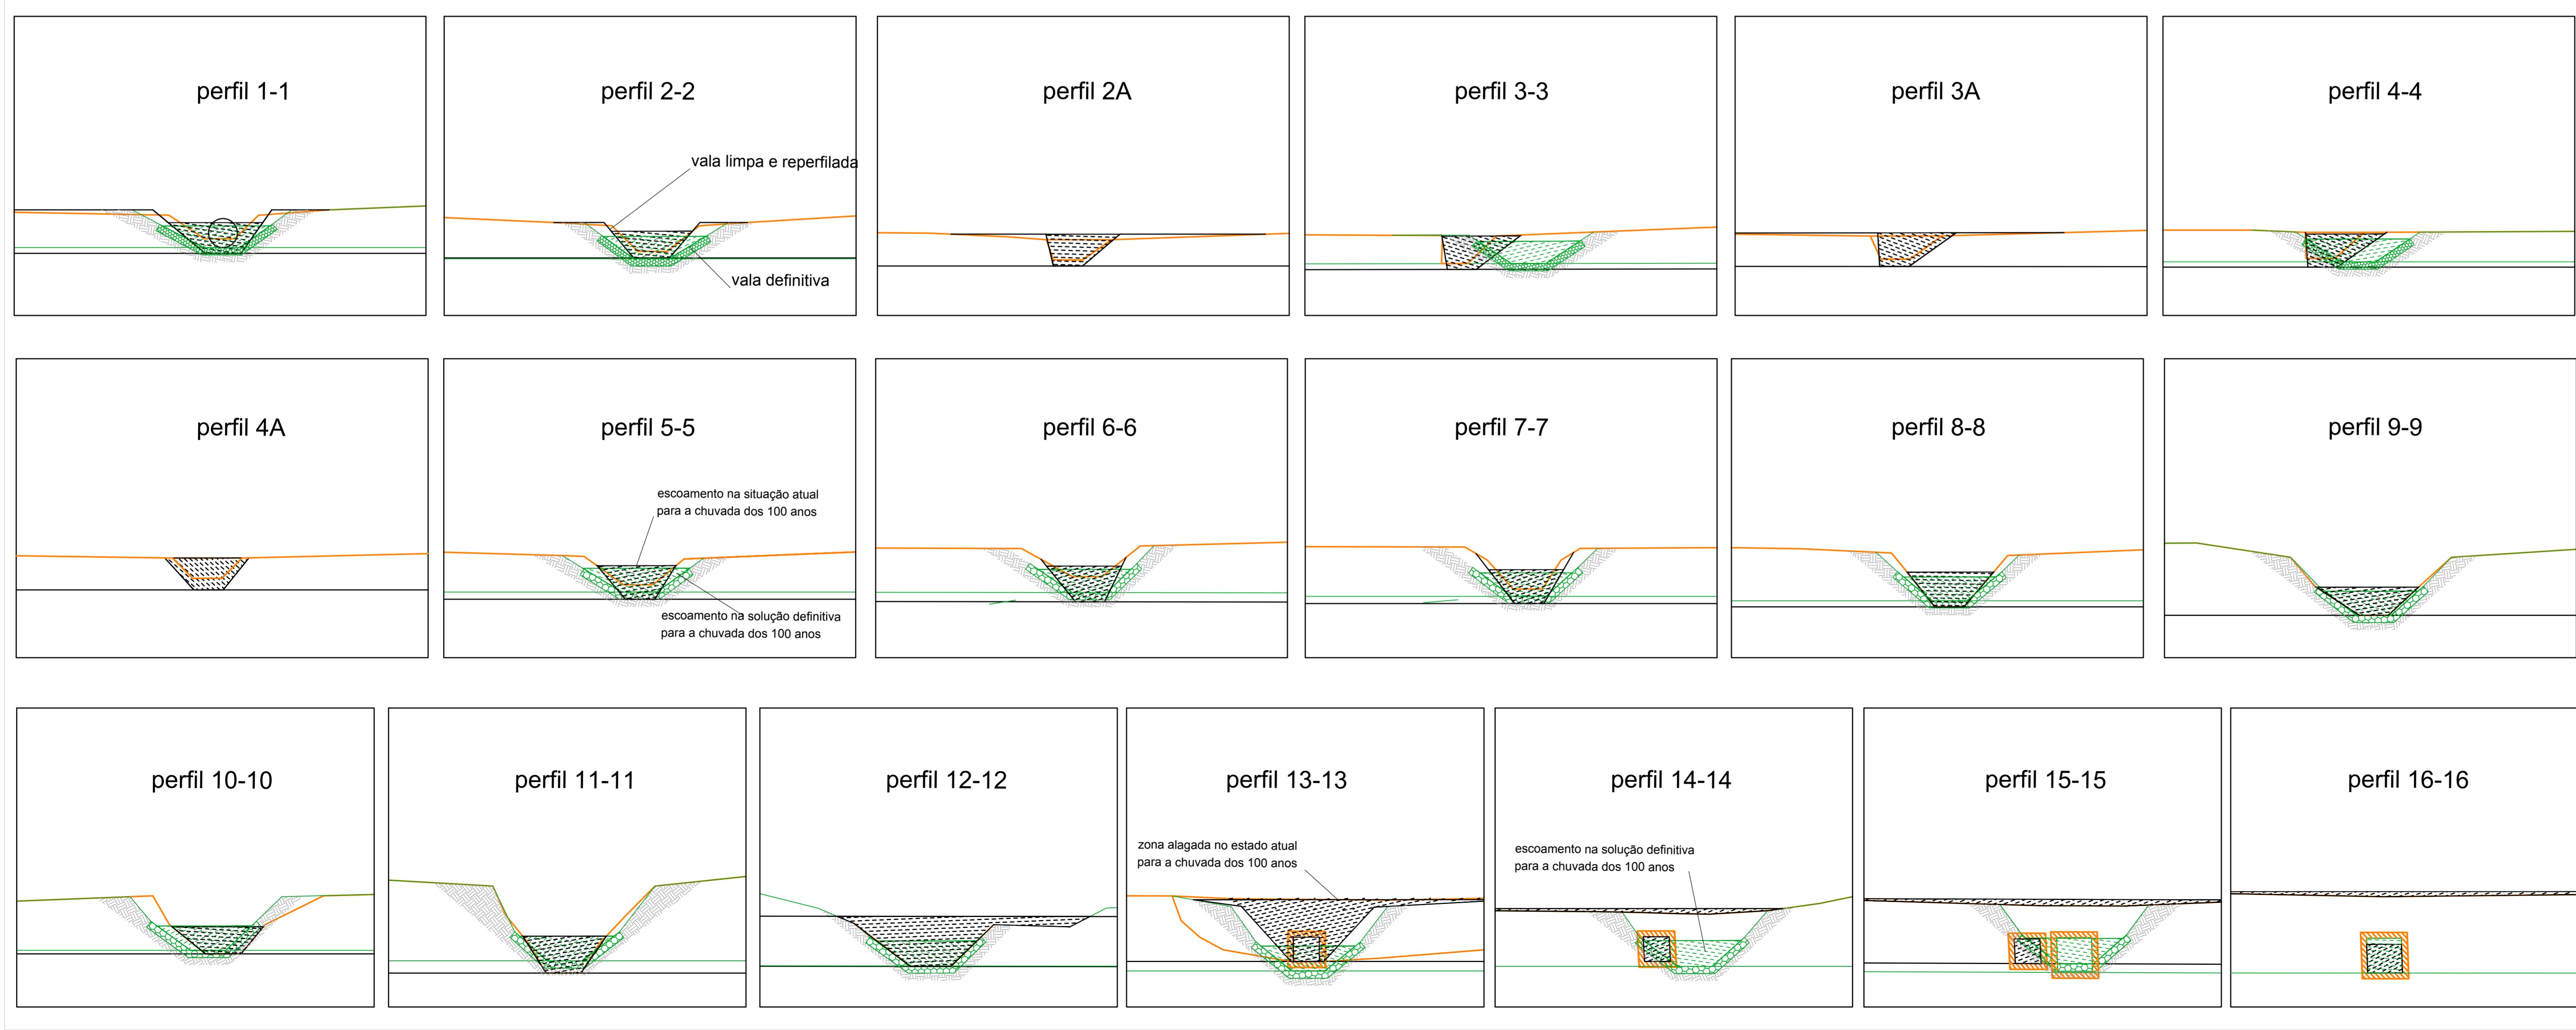 perfil 1-1
perfil 2-2
perfil 2A
perfil 3-3
perfil 3A
perfil 4-4
vala limpa e reperfilada
vala definitiva
perfil 4A
perfil 5-5
perfil 6-6
perfil 7-7
perfil 8-8
perfil 9-9
escoamento na situação atual
para a chuvada dos 100 anos
escoamento na solução definitiva
para a chuvada dos 100 anos
perfil 10-10
perfil 11-11
perfil 12-12
perfil 13-13
perfil 14-14
perfil 15-15
perfil 16-16
zona alagada no estado atual
para a chuvada dos 100 anos
escoamento na solução definitiva
para a chuvada dos 100 anos